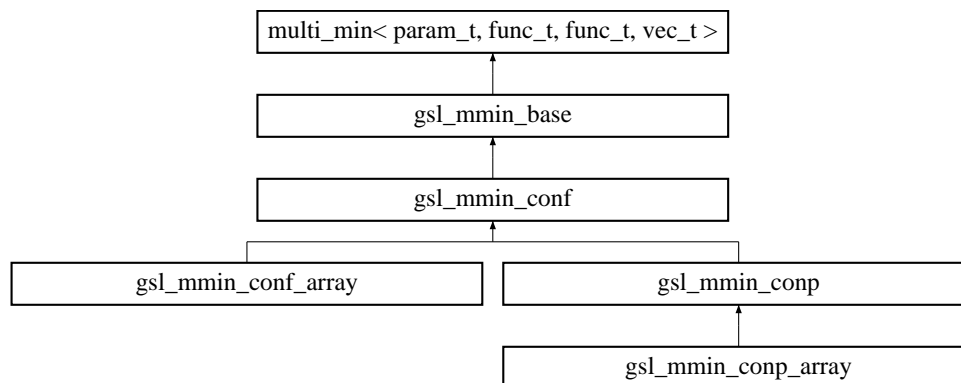 multi_min< param_t, func_t, func_t, vec_t >
gsl_mmin_base
gsl_mmin_conf
gsl_mmin_conf_array
gsl_mmin_conp
gsl_mmin_conp_array